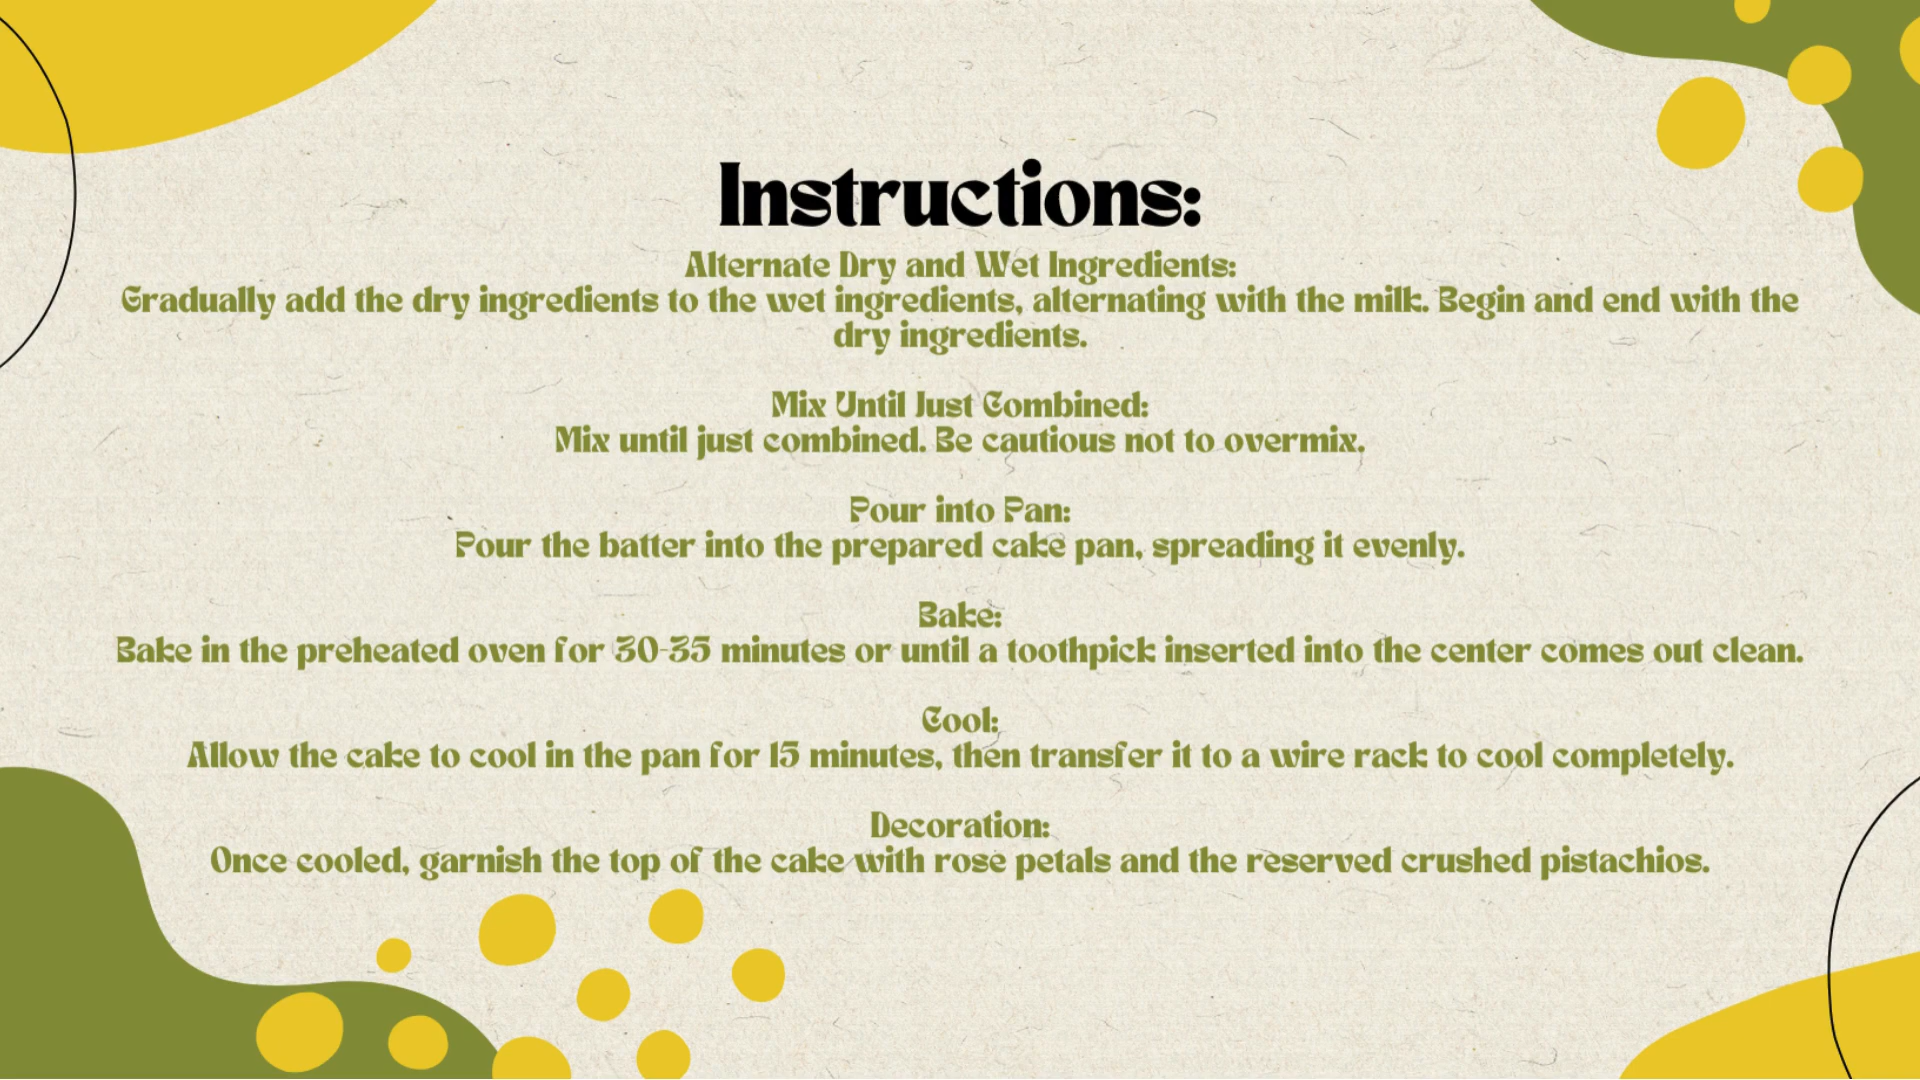 Instructions:
Alternate Dry and Wet Ingredients:
Gradually add the dry ingredients to the wet ingredients, alternating with the milk. Begin and end with the
dry ingredients.
Mix Until Just Combined:
Mix until just combined. Be cautious not to overmix.
Pour into Pan:
Pour the batter into the prepared cake pan, spreading it evenly.
Bake:
Bake in the preheated oven for 30-35 minutes or until a toothpick inserted into the center comes out clean.
Cool:
Allow the cake to cool in the pan for 15 minutes, then transfer it to a wire rack to cool completely.
Decoration:
Once cooled, garnish the top of the cake with rose petals and the reserved crushed pistachios.